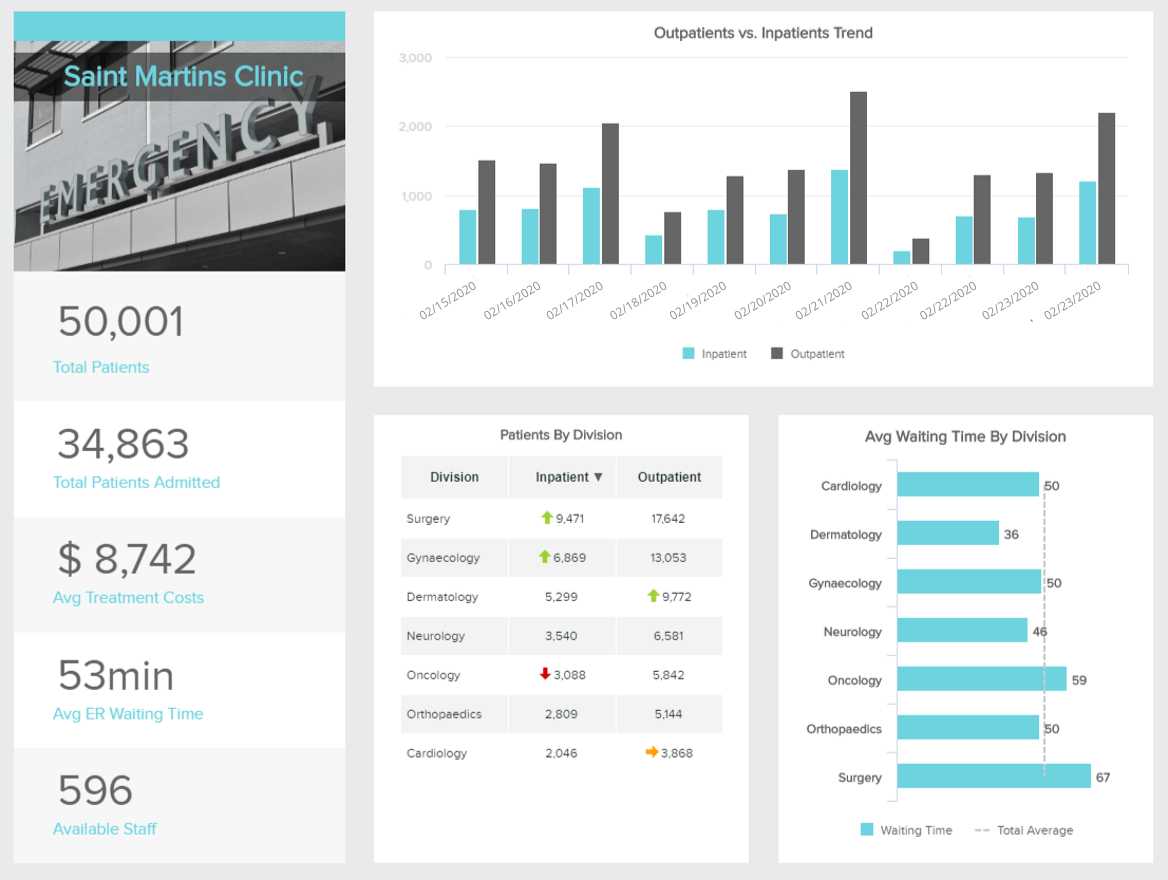 Saint Martins Clinic
EMERGENCY
50,001
Total Patients
34,863
Total Patients Admitted
$ 8,742
Avg Treatment Costs
53min
Avg ER Waiting Time
596
Available Staff
Outpatients vs. Inpatients Trend
3,000
2,000
1,000
0
02/15/2020 02/16/2020 02/17/2020 02/18/2020 02/19/2020 02/20/2020 02/21/2020 02/22/2020 02/22/2020 02/23/2020 02/23/2020
Inpatient Outpatient
Patients By Division
Division Inpatient ▼ Outpatient
Surgery 9,471 17,642
Gynaecology 6,869 13,053
Dermatology 5,299 9,772
Neurology 3,540 6,581
Oncology 3,088 5,842
Orthopaedics 2,809 5,144
Cardiology 2,046 3,868
Avg Waiting Time By Division
Cardiology 50
Dermatology 36
Gynaecology 50
Neurology 46
Oncology 59
Orthopaedics 50
Surgery 67
Waiting Time Total Average